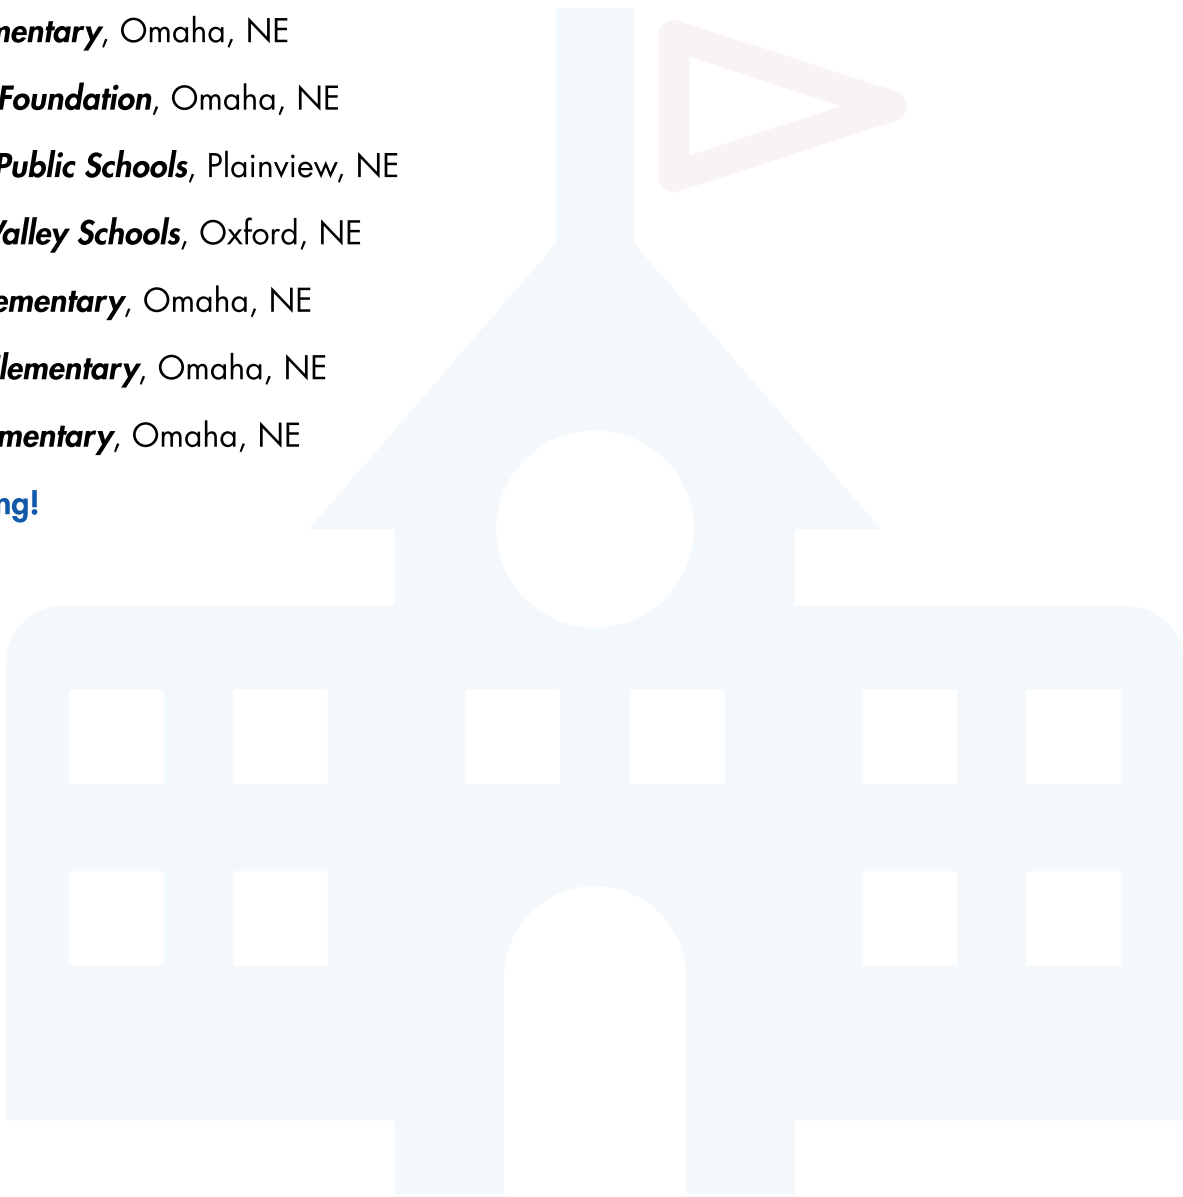 mentary, Omaha, NE
Foundation, Omaha, NE
Public Schools, Plainview, NE
Valley Schools, Oxford, NE
ementary, Omaha, NE
lementary, Omaha, NE
mentary, Omaha, NE
ng!